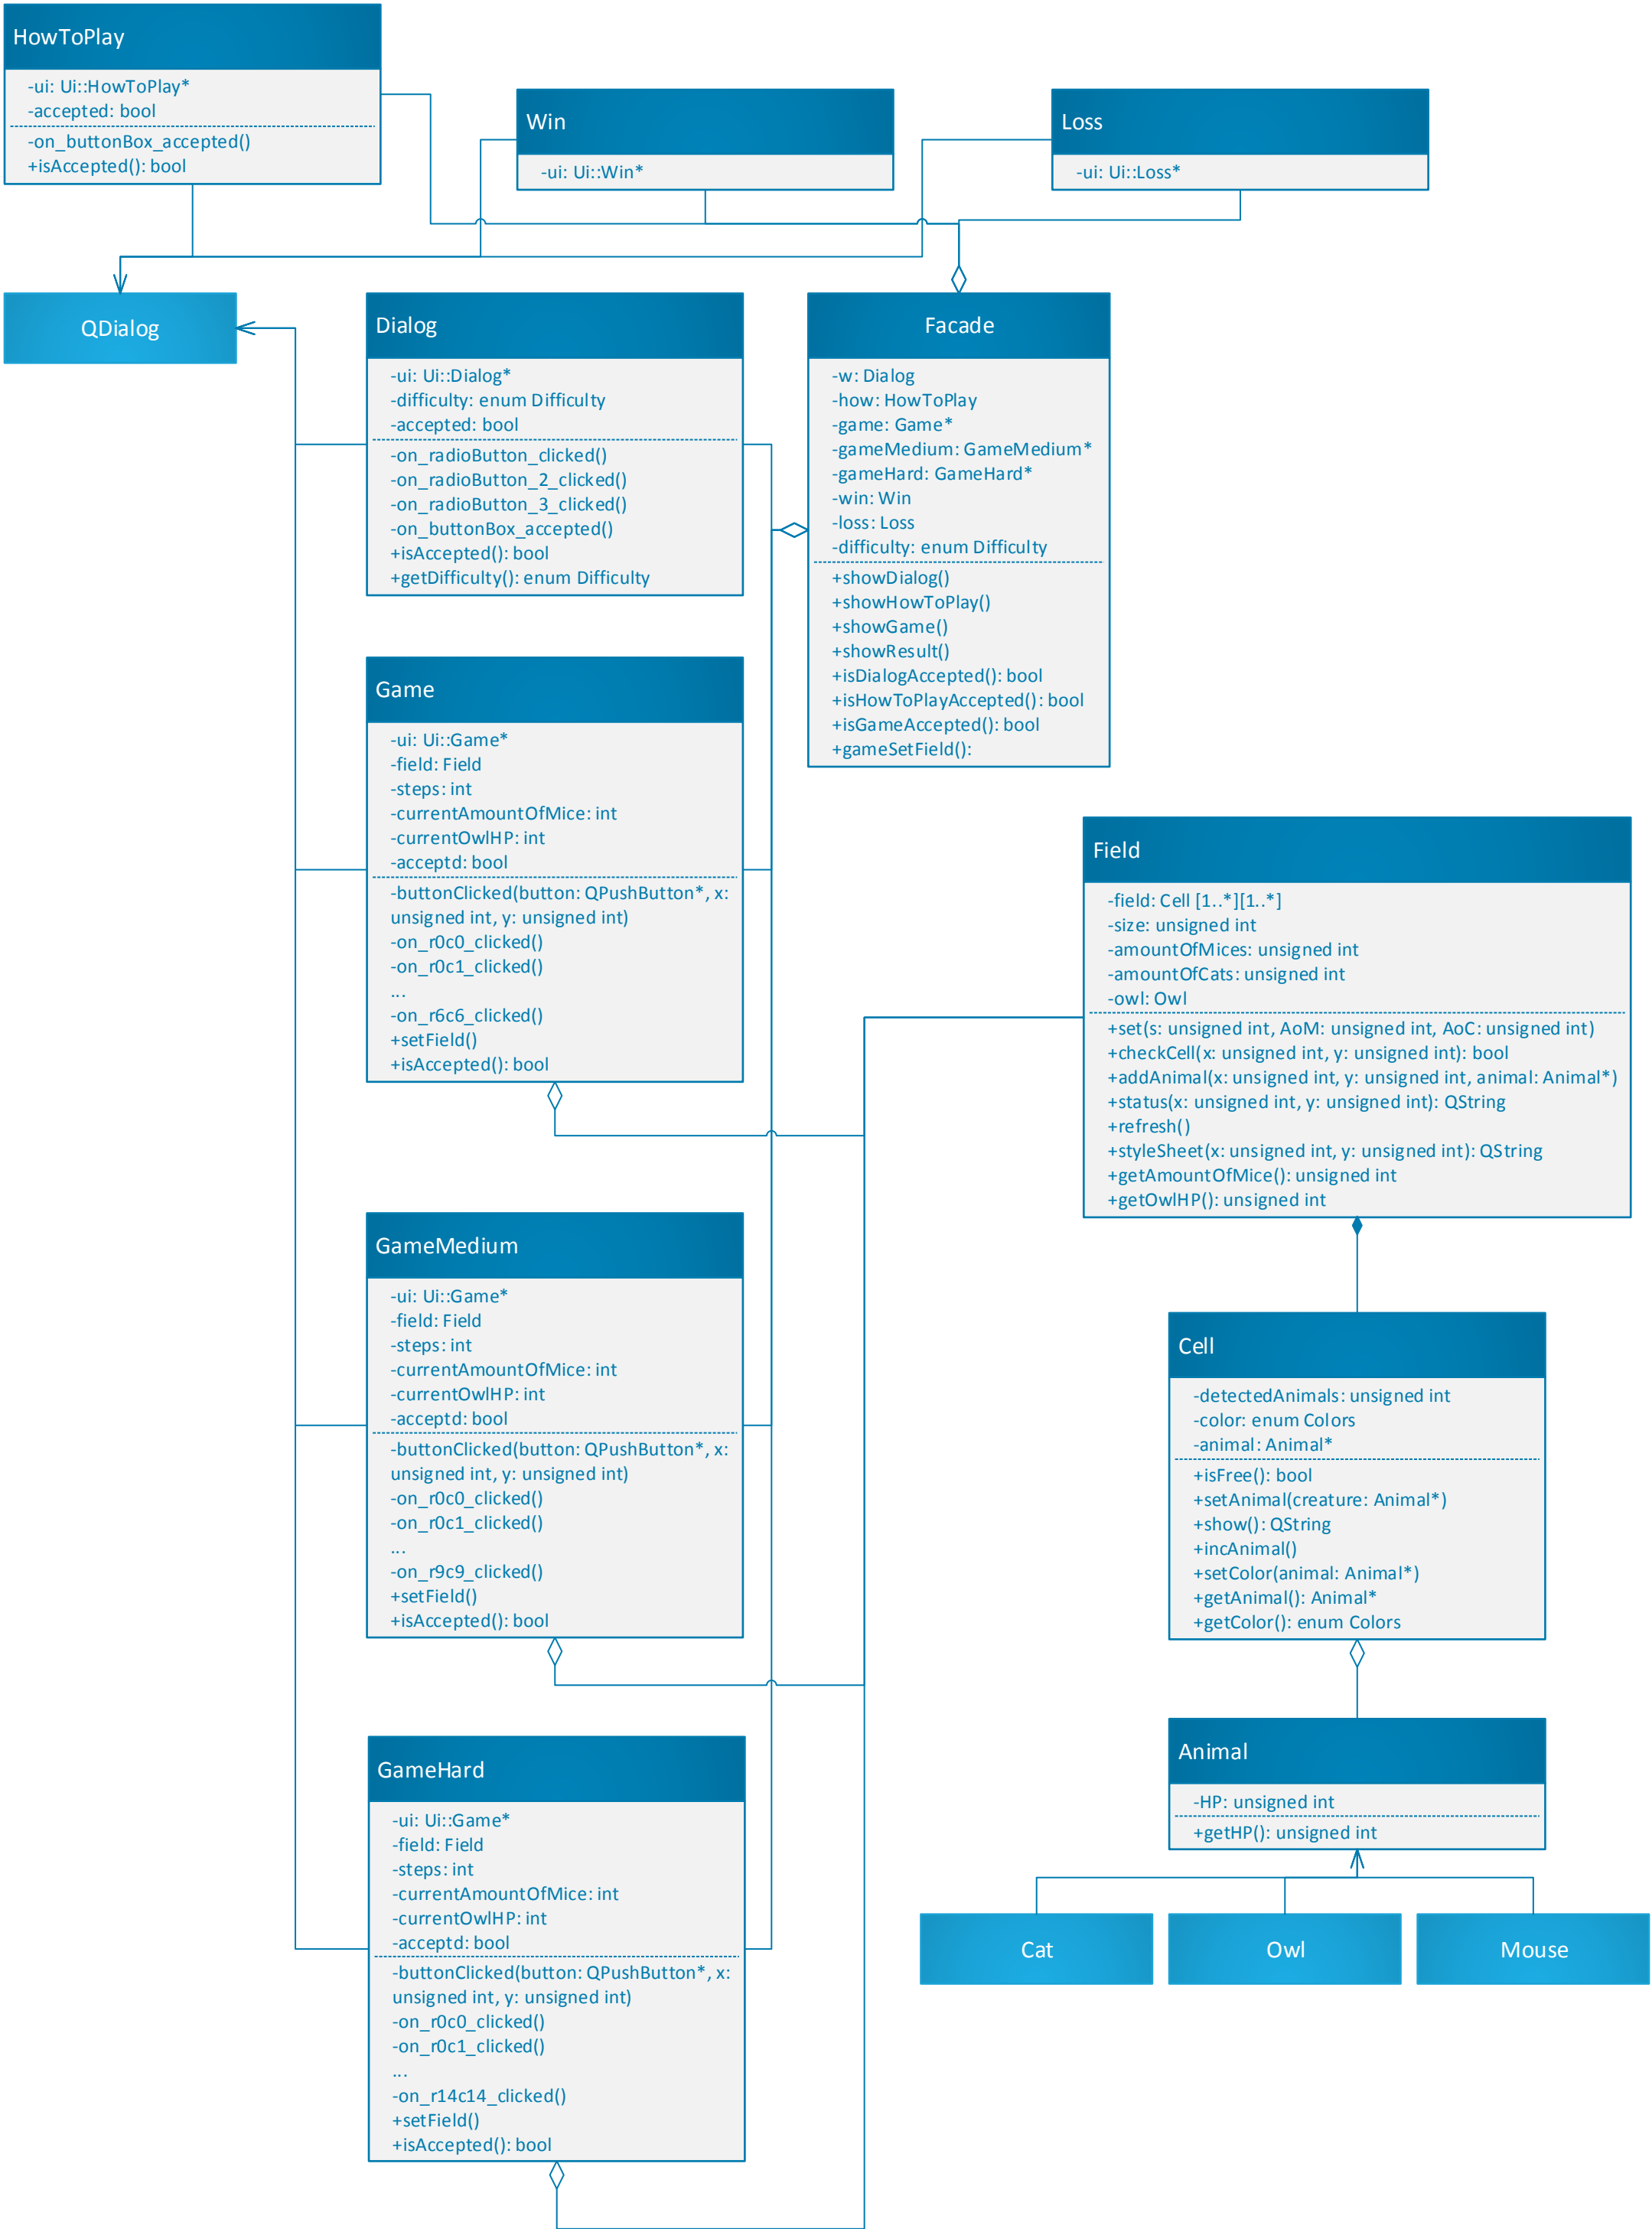 HowToPlay
-ui: Ui::HowToPlay*
-accepted: bool
-on_buttonBox_accepted()
+isAccepted(): bool
Win
-ui: Ui::Win*
Loss
-ui: Ui::Loss*
QDialog
Dialog
-ui: Ui::Dialog*
-difficulty: enum Difficulty
-accepted: bool
-on_radioButton_clicked()
-on_radioButton_2_clicked()
-on_radioButton_3_clicked()
-on_buttonBox_accepted()
+isAccepted(): bool
+getDifficulty(): enum Difficulty
Facade
-w: Dialog
-how: HowToPlay
-game: Game*
-gameMedium: GameMedium*
-gameHard: GameHard*
-win: Win
-loss: Loss
-difficulty: enum Difficulty
+showDialog()
+showHowToPlay()
+showGame()
+showResult()
+isDialogAccepted(): bool
+isHowToPlayAccepted(): bool
+isGameAccepted(): bool
+gameSetField():
Game
-ui: Ui::Game*
-field: Field
-steps: int
-currentAmountOfMice: int
-currentOwlHP: int
-acceptd: bool
-buttonClicked(button: QPushButton*, x:
unsigned int, y: unsigned int)
-on_r0c0_clicked()
-on_r0c1_clicked()
...
-on_r6c6_clicked()
+setField()
+isAccepted(): bool
Field
-field: Cell [1..*][1..*]
-size: unsigned int
-amountOfMices: unsigned int
-amountOfCats: unsigned int
-owl: Owl
+set(s: unsigned int, AoM: unsigned int, AoC: unsigned int)
+checkCell(x: unsigned int, y: unsigned int): bool
+addAnimal(x: unsigned int, y: unsigned int, animal: Animal*)
+status(x: unsigned int, y: unsigned int): QString
+refresh()
+styleSheet(x: unsigned int, y: unsigned int): QString
+getAmountOfMice(): unsigned int
+getOwlHP(): unsigned int
GameMedium
-ui: Ui::Game*
-field: Field
-steps: int
-currentAmountOfMice: int
-currentOwlHP: int
-acceptd: bool
-buttonClicked(button: QPushButton*, x:
unsigned int, y: unsigned int)
-on_r0c0_clicked()
-on_r0c1_clicked()
...
-on_r9c9_clicked()
+setField()
+isAccepted(): bool
Cell
-detectedAnimals: unsigned int
-color: enum Colors
-animal: Animal*
+isFree(): bool
+setAnimal(creature: Animal*)
+show(): QString
+incAnimal()
+setColor(animal: Animal*)
+getAnimal(): Animal*
+getColor(): enum Colors
GameHard
-ui: Ui::Game*
-field: Field
-steps: int
-currentAmountOfMice: int
-currentOwlHP: int
-acceptd: bool
-buttonClicked(button: QPushButton*, x:
unsigned int, y: unsigned int)
-on_r0c0_clicked()
-on_r0c1_clicked()
...
-on_r14c14_clicked()
+setField()
+isAccepted(): bool
Animal
-HP: unsigned int
+getHP(): unsigned int
Cat
Owl
Mouse